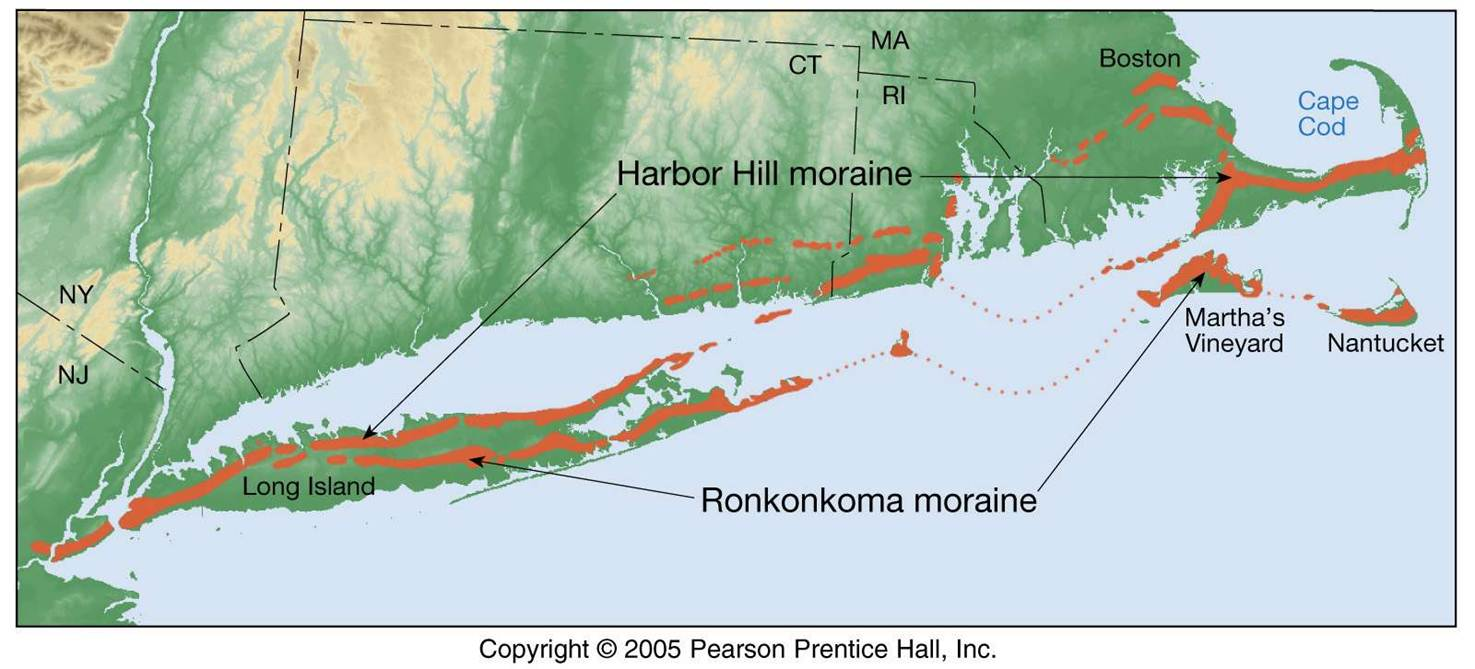 MA
Boston
CT
RI
Cape
Cod
Harbor Hill moraine
NY
Martha's
Vineyard
Nantucket
NJ
Long Island
Ronkonkoma moraine
Copyright © 2005 Pearson Prentice Hall, Inc.